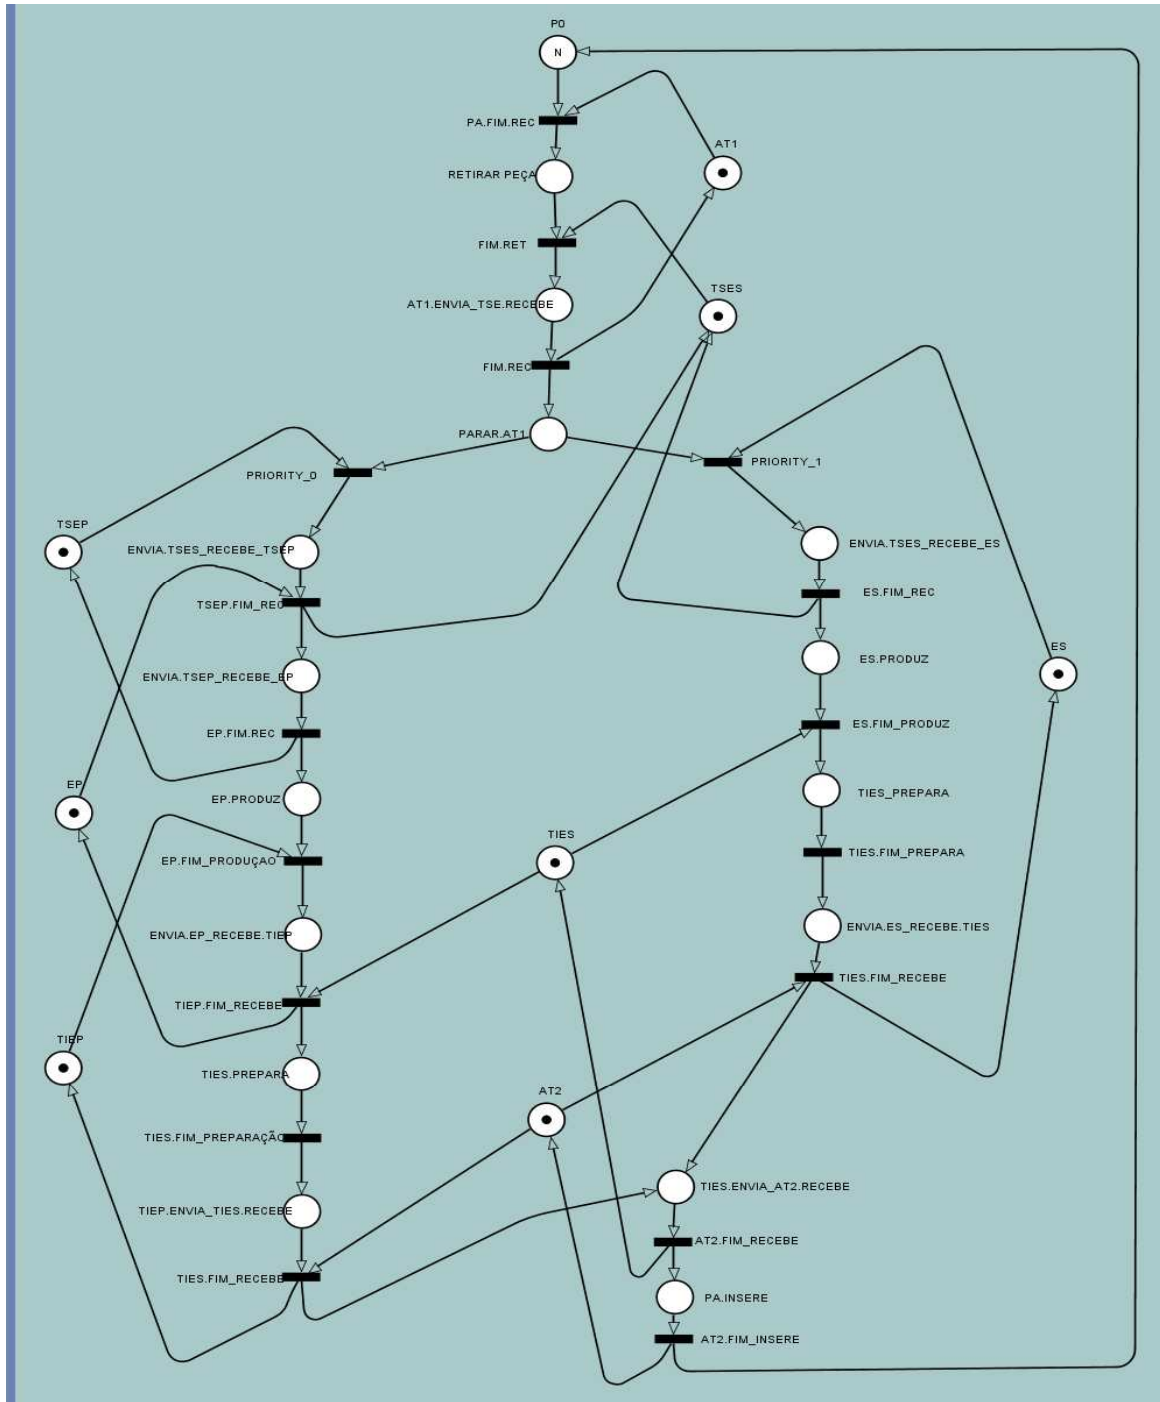 P0
N
PA.FIM.REC
AT1
RETIRAR PEÇA
FIM.RET
TSES
AT1.ENVIA_TSE.RECEBE
FIM.REC
PARAR.AT1
PRIORITY_0
PRIORITY_1
TSEP
ENVIA.TSES_RECEBE_TSEP
ENVIA.TSES_RECEBE_ES
TSEP.FIM_REC
ES.FIM_REC
ES
ES.PRODUZ
ENVIA.TSEP_RECEBE_EP
EP.FIM.REC
ES.FIM_PRODUZ
EP
EP.PRODUZ
TIES_PREPARA
TIES
EP.FIM_PRODUÇAO
TIES.FIM_PREPARA
ENVIA.EP_RECEBE.TIEP
ENVIA.ES_RECEBE.TIES
TIES.FIM_RECEBE
TIEP.FIM_RECEBE
TIEP
TIES.PREPARA
AT2
TIES.FIM_PREPARAÇÃO
TIES.ENVIA_AT2.RECEBE
TIEP.ENVIA_TIES.RECEBE
AT2.FIM_RECEBE
TIES.FIM_RECEBE
PA.INSERE
AT2.FIM_INSERE